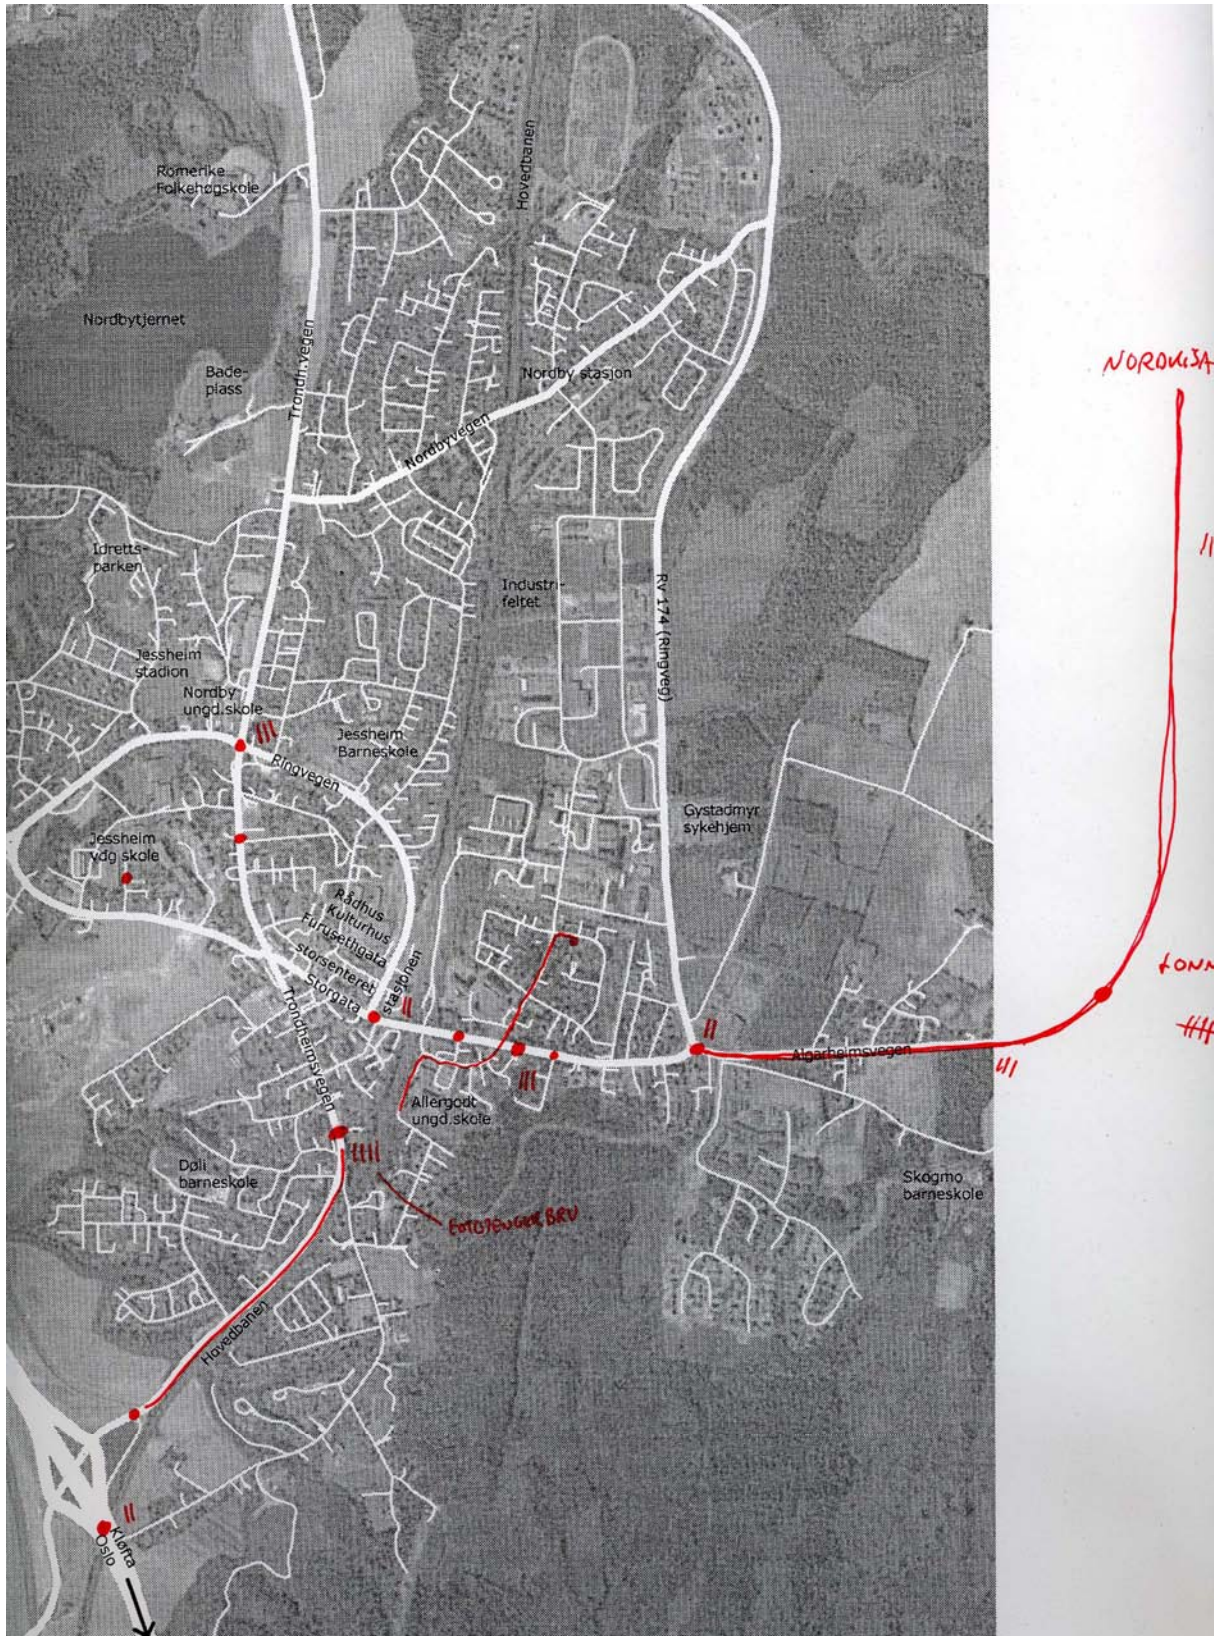 Romerike
Folkehøgskole
Hovedbanen
Nordbytjernet
Trondh.vegen
Bade-
plass
Nordby stasjon
Nordbyvegen
Idretts-
parken
Industri-
feltet
Rv 174 (Ringveg)
Jessheim
stadion
Nordby
ungd.skole
Jessheim
Barneskole
Ringvegen
Gystadmyr
sykehjem
Jessheim
vdg skole
Rådhus
Kulturhus
Furusethgata
storsenteret
Storgata
stasjonen
Trondheimsvegen
Algarheimsvegen
Allergodt
ungd.skole
Døli
barneskole
Skogmo
barneskole
BRU
Hovedbanen
Kløfta
Oslo